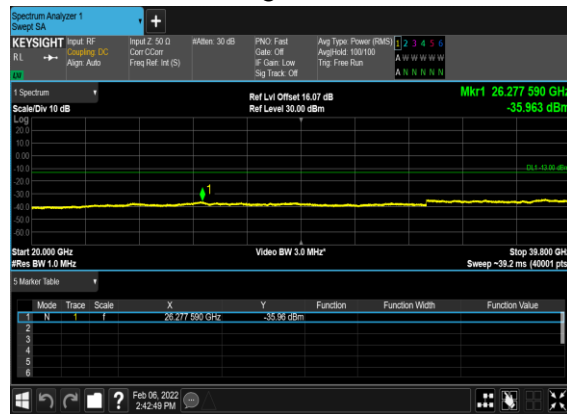 Spectrum Analyzer 1
Swept SA
+
KEYSIGHT Input: RF Input Z: 50 Ω #Atten: 30 dB PNO: Fast Avg Type: Power (RMS) 1 2 3 4 5 6
RL Coupling: DC Corr CCorr Gate: Off Avg|Hold: 100/100 A W W W W W
Align: Auto Freq Ref: Int (S) IF Gain: Low Trig: Free Run
Sig Track: Off A N N N N N
1 Spectrum Ref Lvl Offset 16.07 dB Mkr1 26.277 590 GHz
Scale/Div 10 dB Ref Level 30.00 dBm -35.963 dBm
Log
20.0
10.0
0.00
-10.0 DL1 -13.00 dBm
-20.0
-30.0 1
-40.0
-50.0
-60.0
Start 20.000 GHz Video BW 3.0 MHz* Stop 39.800 GHz
#Res BW 1.0 MHz Sweep ~39.2 ms (40001 pts)
5 Marker Table
Mode Trace Scale X Y Function Function Width Function Value
1 N 1 f 26.277 590 GHz -35.96 dBm
2
3
4
5
6
? Feb 06, 2022
2:42:49 PM